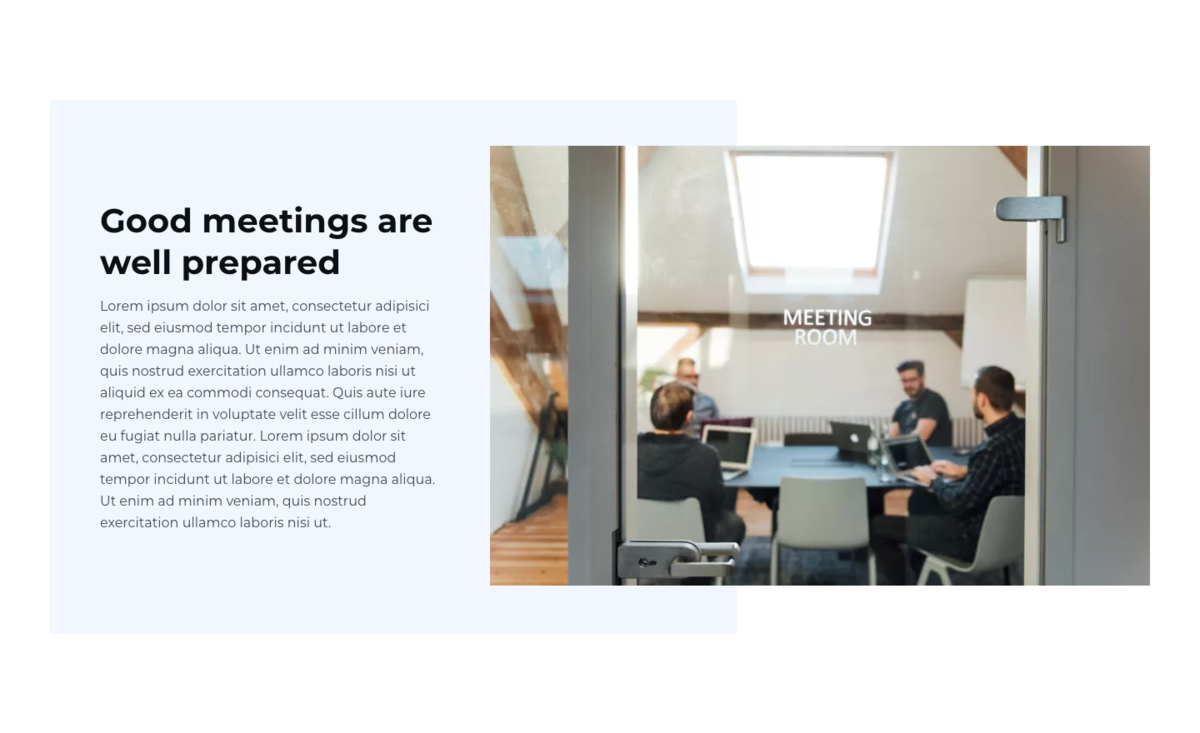 Good meetings are
well prepared
Lorem ipsum dolor sit amet, consectetur adipisici
elit, sed eiusmod tempor incidunt ut labore et
dolore magna aliqua. Ut enim ad minim veniam,
quis nostrud exercitation ullamco laboris nisi ut
aliquid ex ea commodi consequat. Quis aute iure
reprehenderit in voluptate velit esse cillum dolore
eu fugiat nulla pariatur. Lorem ipsum dolor sit
amet, consectetur adipisici elit, sed eiusmod
tempor incidunt ut labore et dolore magna aliqua.
Ut enim ad minim veniam, quis nostrud
exercitation ullamco laboris nisi ut.
MEETING
ROOM